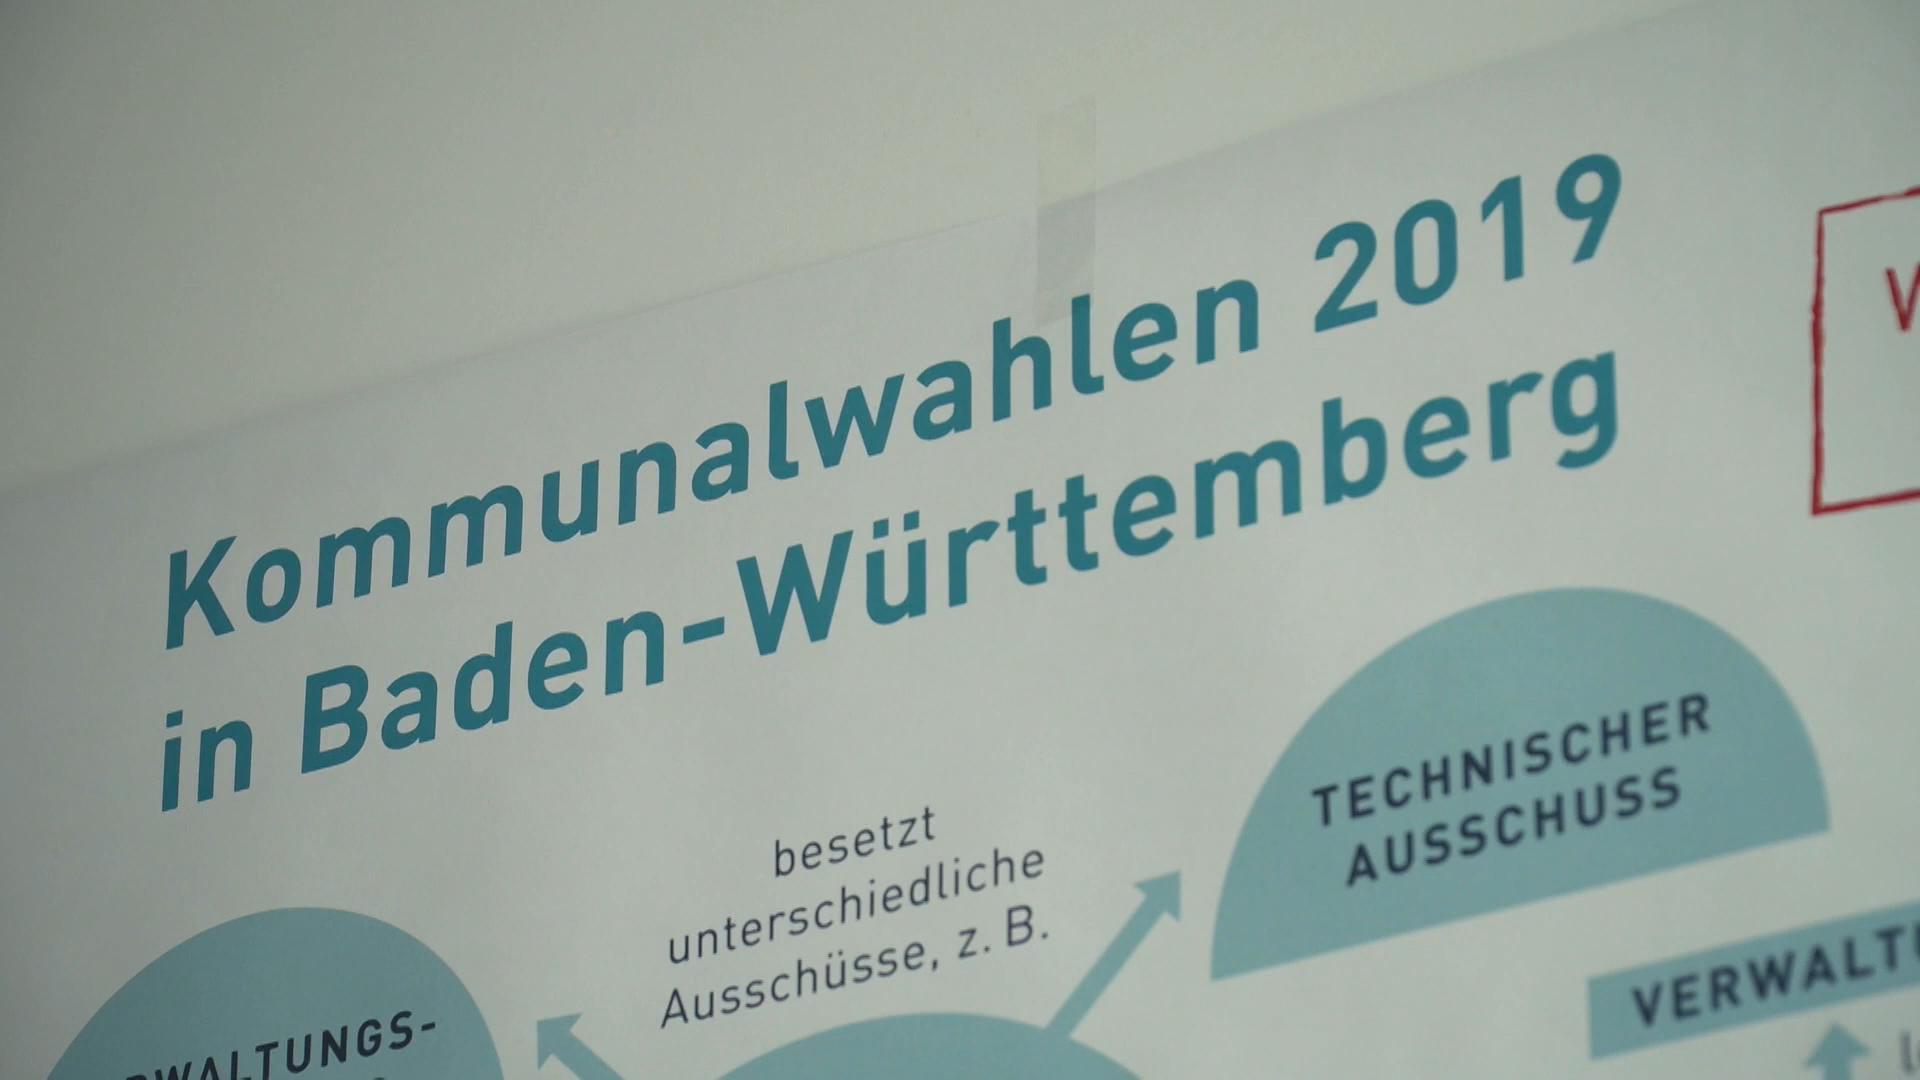 Kommunalwahlen 2019
in Baden-Württemberg
besetzt
unterschiedliche
Ausschüsse, z. B.
TECHNISCHER
AUSSCHUSS